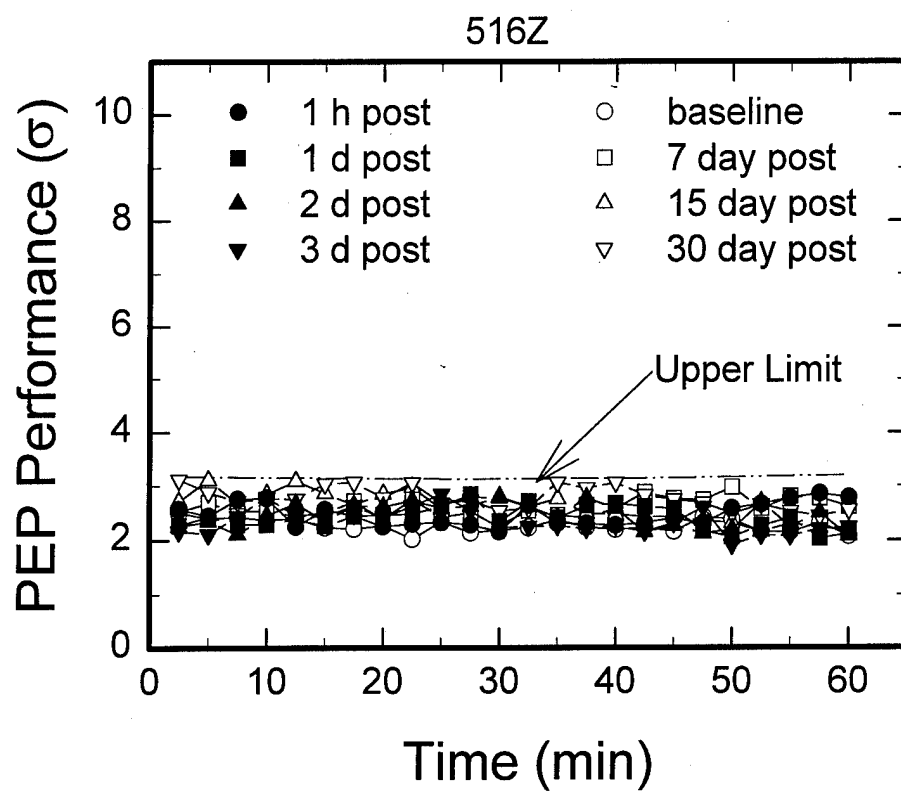 516Z
PEP Performance (σ)
10
8
6
4
2
0
1 h post
1 d post
2 d post
3 d post
baseline
7 day post
15 day post
30 day post
Upper Limit
0 10 20 30 40 50 60
Time (min)